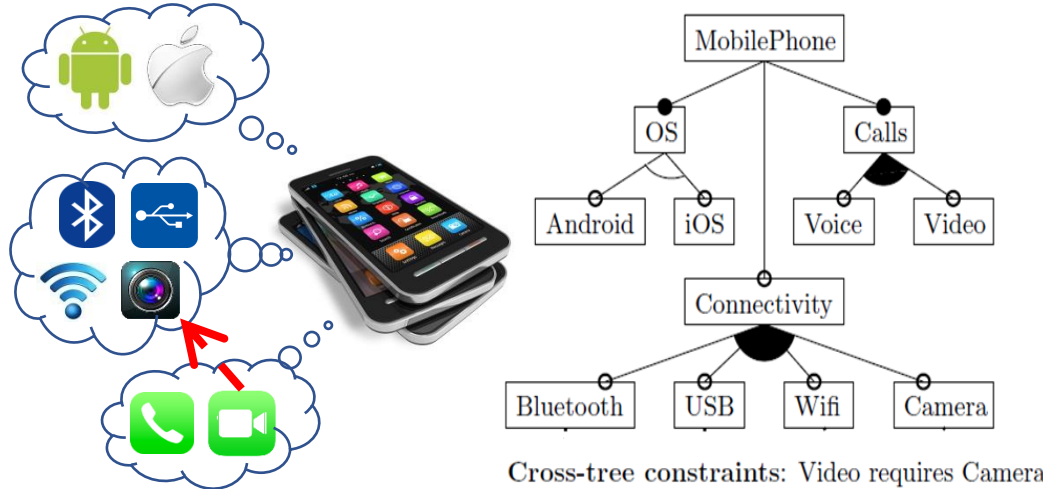 MobilePhone
OS
Calls
Android
iOS
Voice
Video
Connectivity
Bluetooth
USB
Wifi
Camera
Cross-tree constraints: Video requires Camera